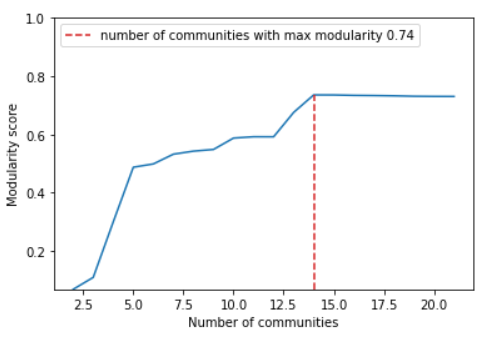 number of communities with max modularity 0.74
1.0
0.8
0.6
0.4
0.2
Modularity score
2.5 5.0 7.5 10.0 12.5 15.0 17.5 20.0
Number of communities